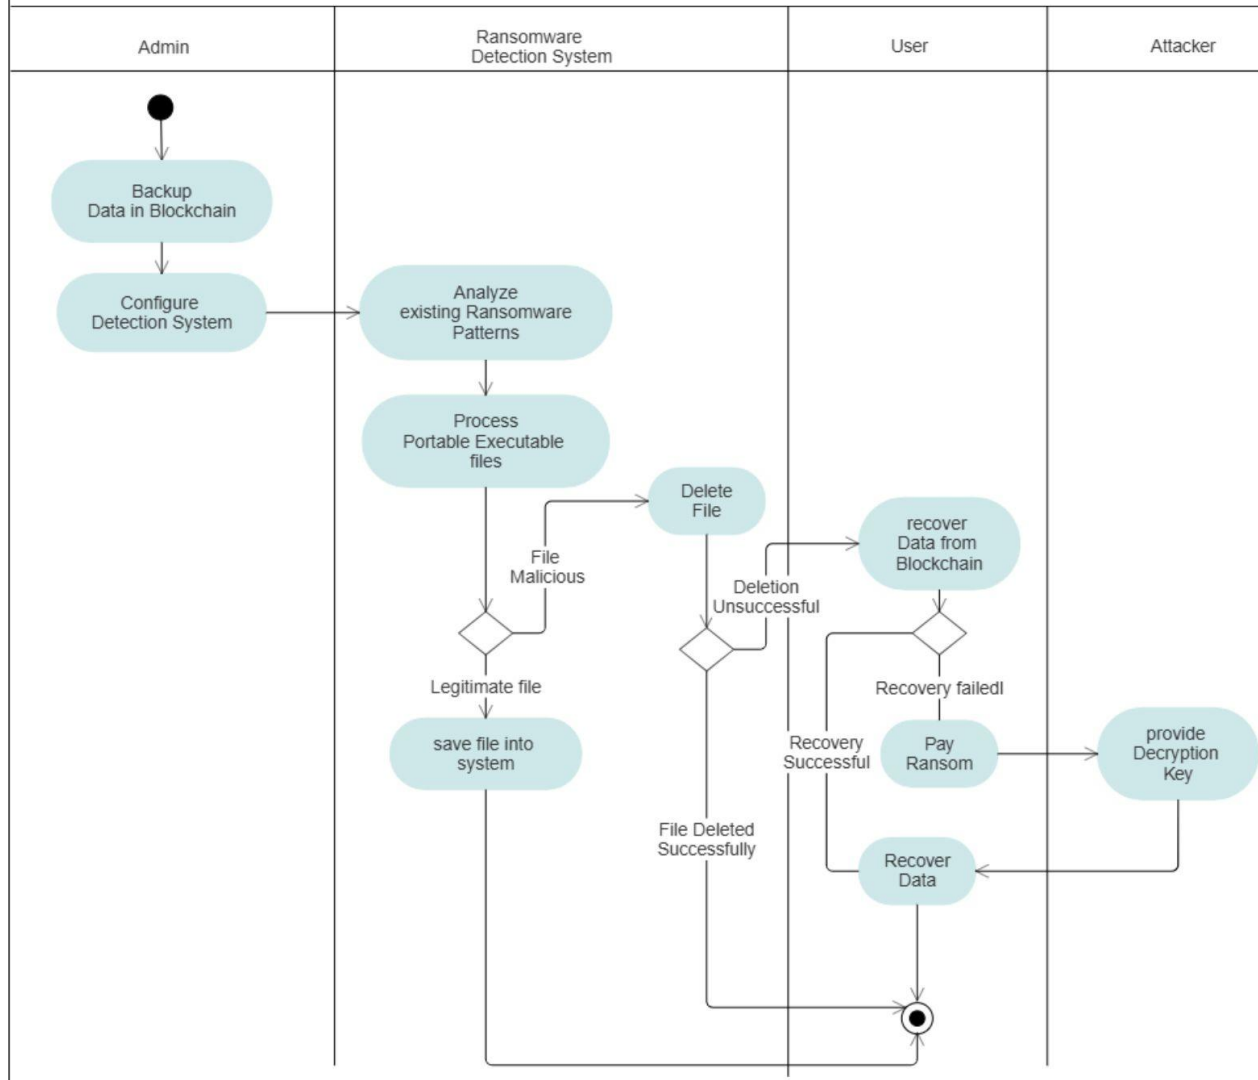 Admin
Ransomware
Detection System
User
Attacker
Backup
Data in Blockchain
Configure
Detection System
Analyze
existing Ransomware
Patterns
Process
Portable Executable
files
File
Malicious
Delete
File
Deletion
Unsuccessful
recover
Data from
Blockchain
Legitimate file
save file into
system
File Deleted
Successfully
Recovery failedI
Recovery
Successful
Pay
Ransom
provide
Decryption
Key
Recover
Data